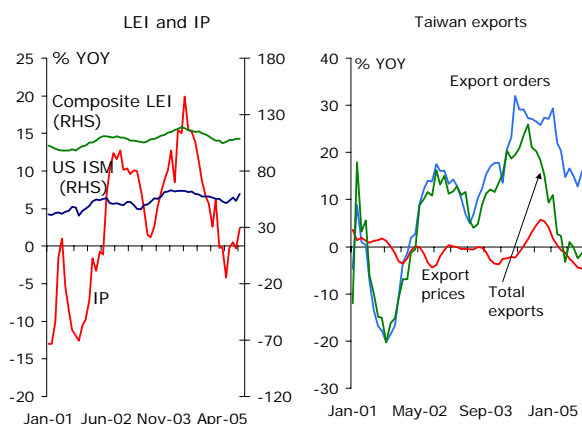 LEI and IP
% YOY
25
20
15
10
5
0
-5
-10
-15
-20
180
130
80
30
-20
-70
-120
Composite LEI
(RHS)
US ISM
(RHS)
IP
Jan-01 Jun-02 Nov-03 Apr-05
Taiwan exports
% YOY
40
30
20
10
0
-10
-20
-30
Export orders
Export
prices
Total
exports
Jan-01 May-02 Sep-03 Jan-05